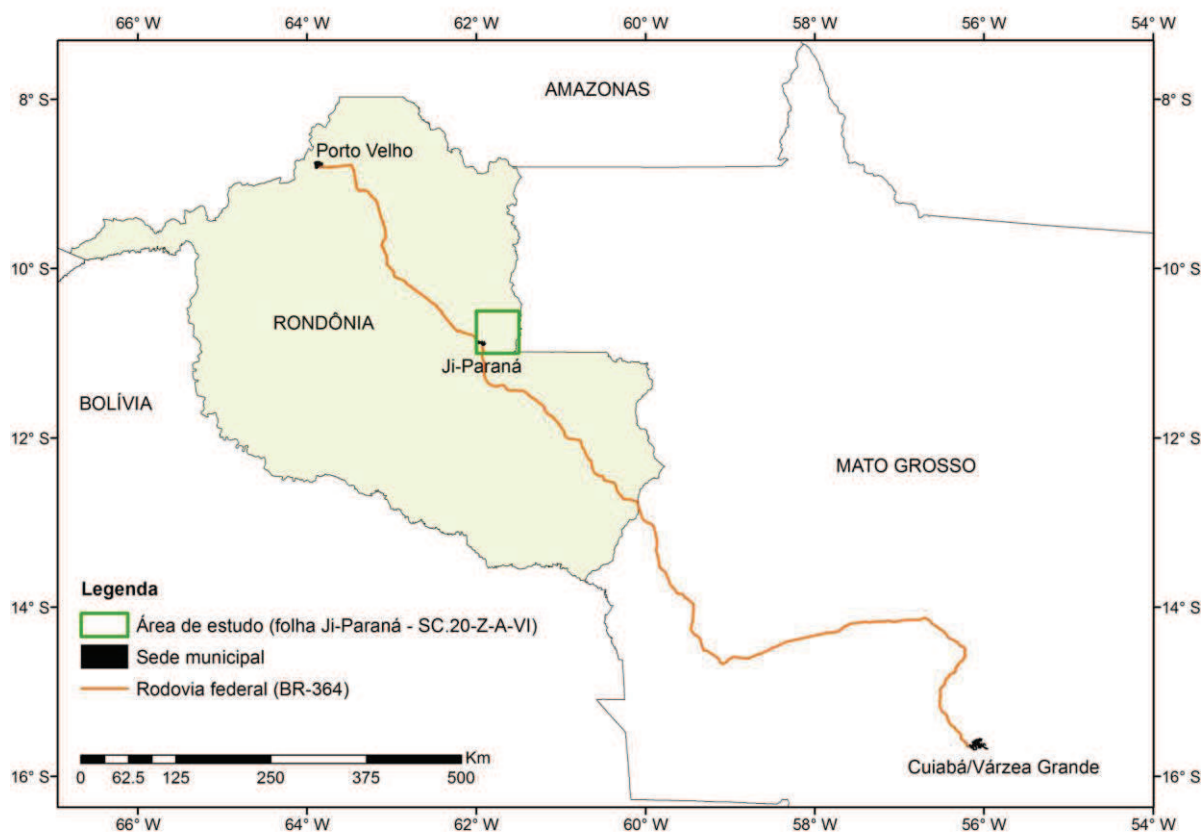 66° W 64° W 62° W 60° W 58° W 56° W 54° W
AMAZONAS
8° S 8° S
Porto Velho
10° S 10° S
RONDÔNIA
Ji-Paraná
BOLÍVIA
12° S 12° S
MATO GROSSO
Legenda
14° S 14° S
Área de estudo (folha Ji-Paraná - SC.20-Z-A-VI)
Sede municipal
Rodovia federal (BR-364)
Km
0 62.5 125 250 375 500
Cuiabá/Várzea Grande
16° S 16° S
66° W 64° W 62° W 60° W 58° W 56° W 54° W